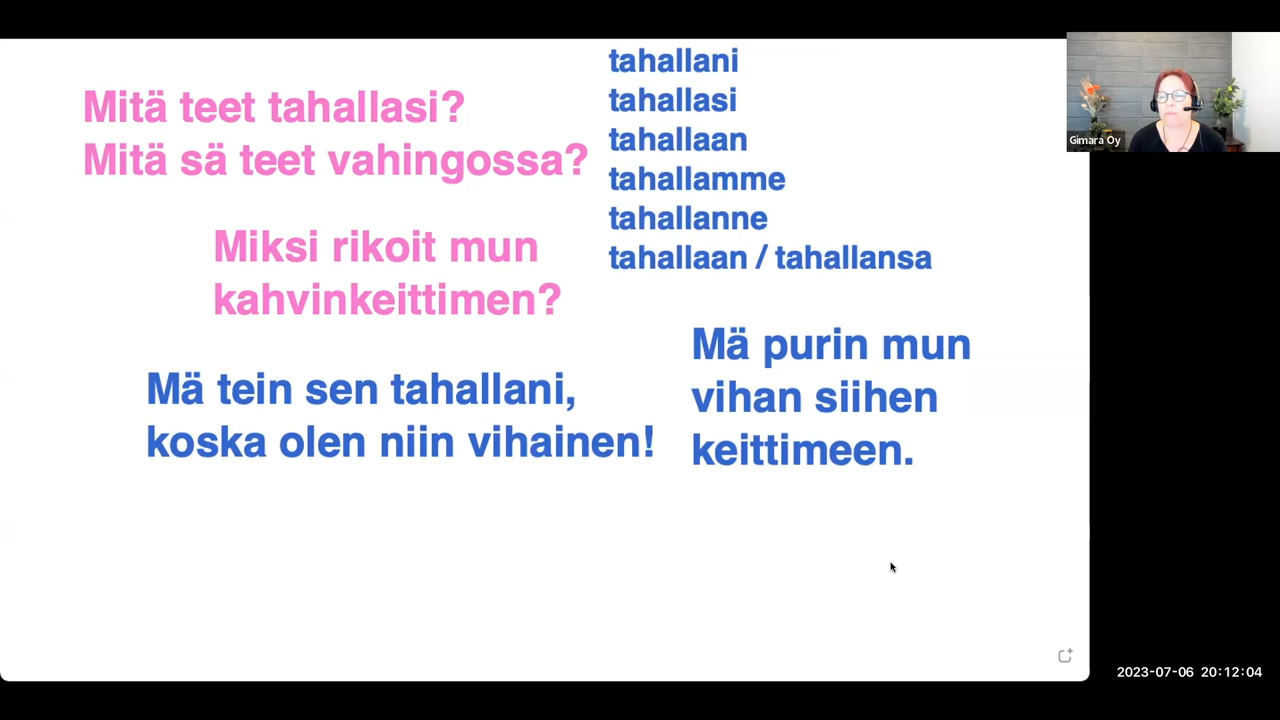 Mitä teet tahallasi?
Mitä sä teet vahingossa?
Miksi rikoit mun
kahvinkeittimen?
Mä tein sen tahallani,
koska olen niin vihainen!
tahallani
tahallasi
tahallaan
tahallamme
tahallanne
tahallaan / tahallansa
Mä purin mun
vihan siihen
keittimeen.
Gimara Oy
2023-07-06 20:12:04